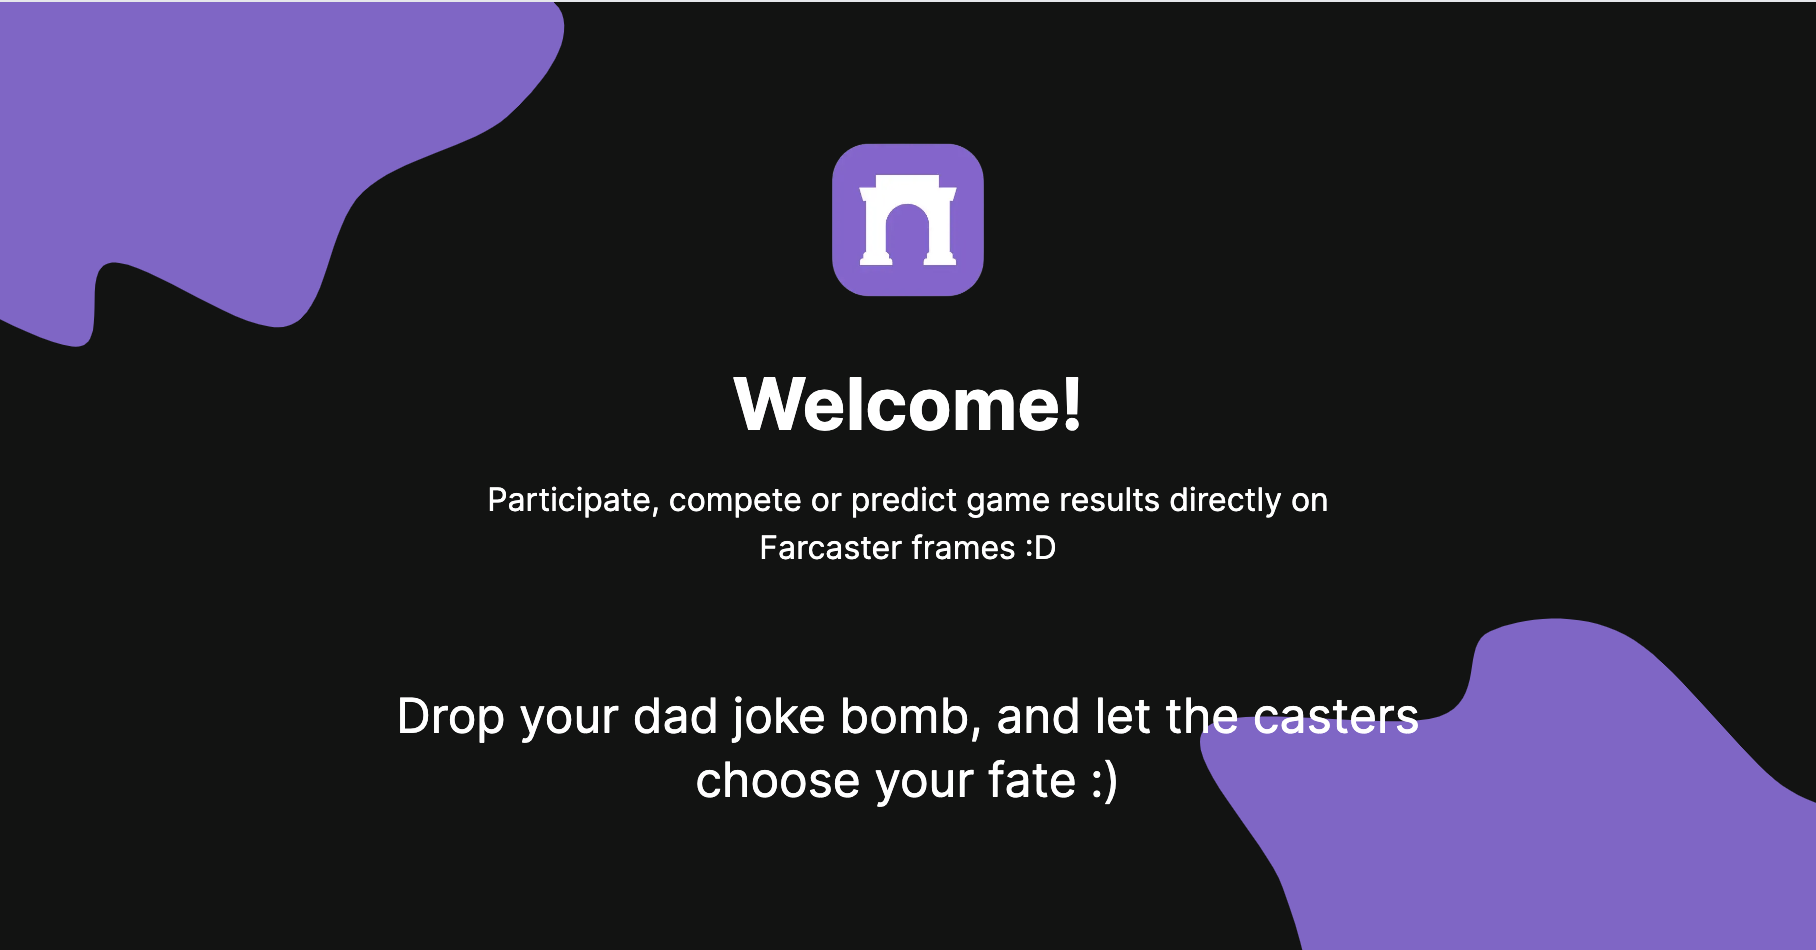 Welcome!
Participate, compete or predict game results directly on
Farcaster frames :D
Drop your dad joke bomb, and let the casters
choose your fate :)